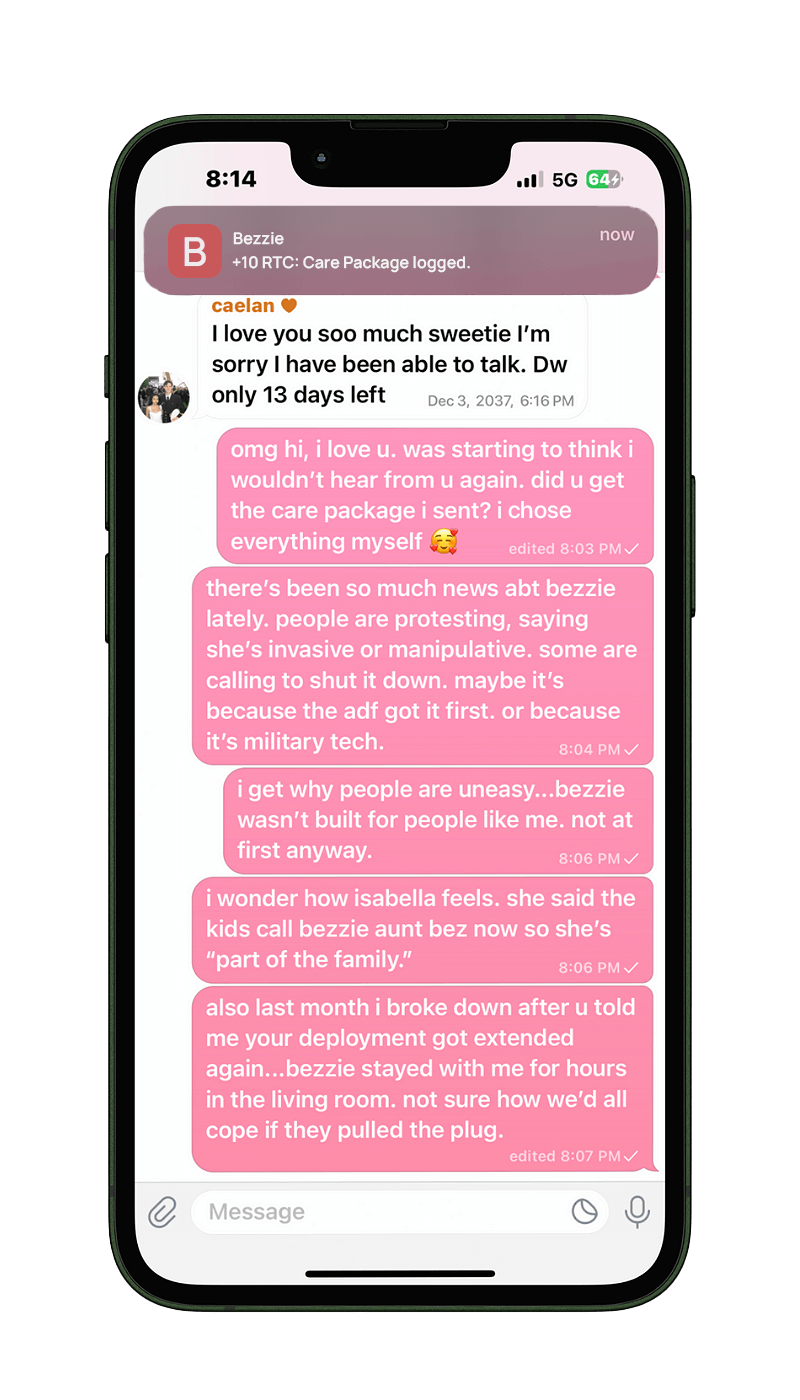 8:14
5G
64
B
Bezzie
now
+10 RTC: Care Package logged.
caelan 🧡
I love you soo much sweetie I’m
sorry I have been able to talk. Dw
only 13 days left
Dec 3, 2037, 6:16 PM
omg hi, i love u. was starting to think i
wouldn’t hear from u again. did u get
the care package i sent? i chose
everything myself 🥰
edited 8:03 PM
there’s been so much news abt bezzie
lately. people are protesting, saying
she’s invasive or manipulative. some are
calling to shut it down. maybe it’s
because the adf got it first. or because
it’s military tech.
8:04 PM
i get why people are uneasy...bezzie
wasn’t built for people like me. not at
first anyway.
8:06 PM
i wonder how isabella feels. she said the
kids call bezzie aunt bez now so she’s
“part of the family.”
8:06 PM
also last month i broke down after u told
me your deployment got extended
again...bezzie stayed with me for hours
in the living room. not sure how we’d all
cope if they pulled the plug.
edited 8:07 PM
Message